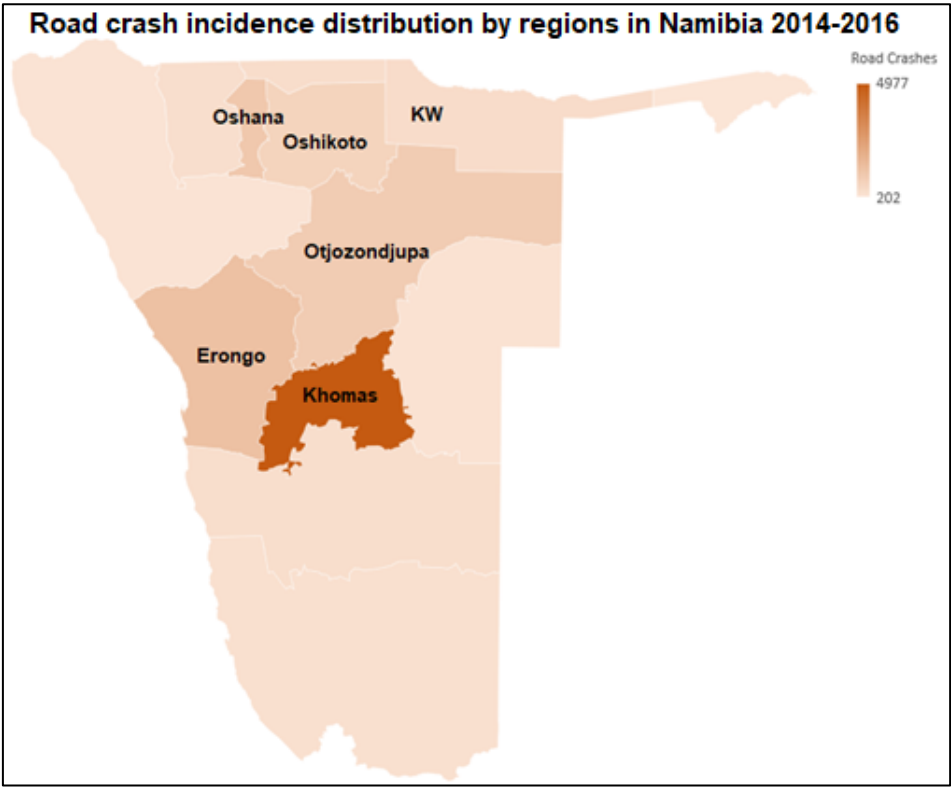 Road crash incidence distribution by regions in Namibia 2014-2016
Road Crashes
4977
202
Oshana
KW
Oshikoto
Otjozondjupa
Erongo
Khomas